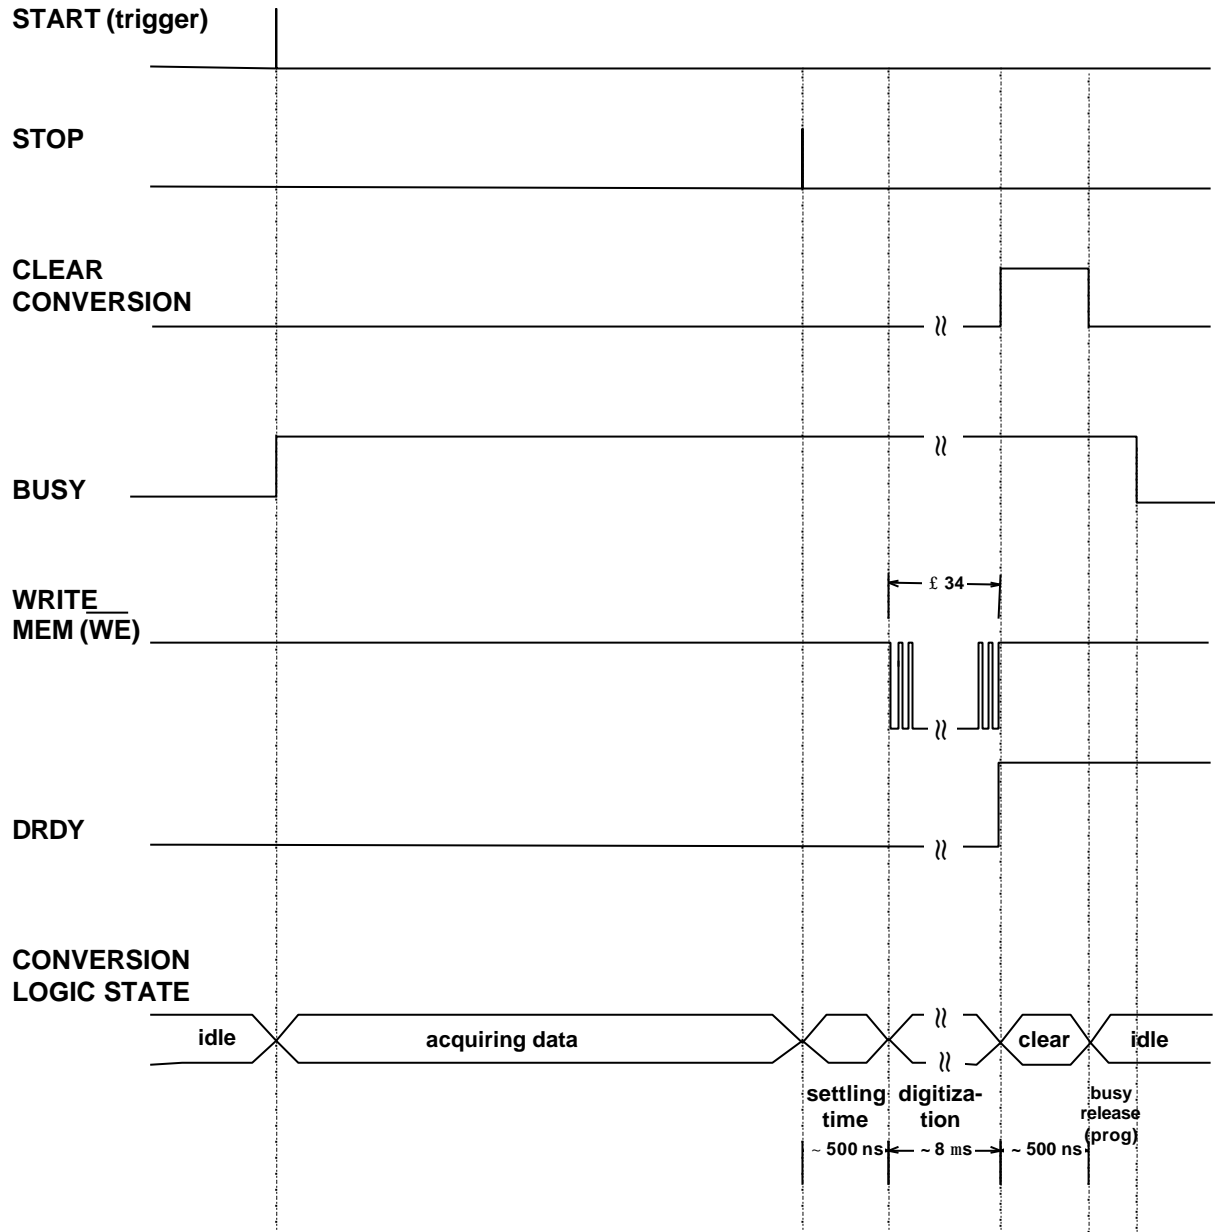 START (trigger)
STOP
CLEAR
CONVERSION
BUSY
£ 34
WRITE
MEM (WE)
DRDY
CONVERSION
LOGIC STATE
idle
acquiring data
clear
idle
settling
time
digitiza-
tion
busy
release
(prog)
~ 500 ns
~ 8 ms
~ 500 ns